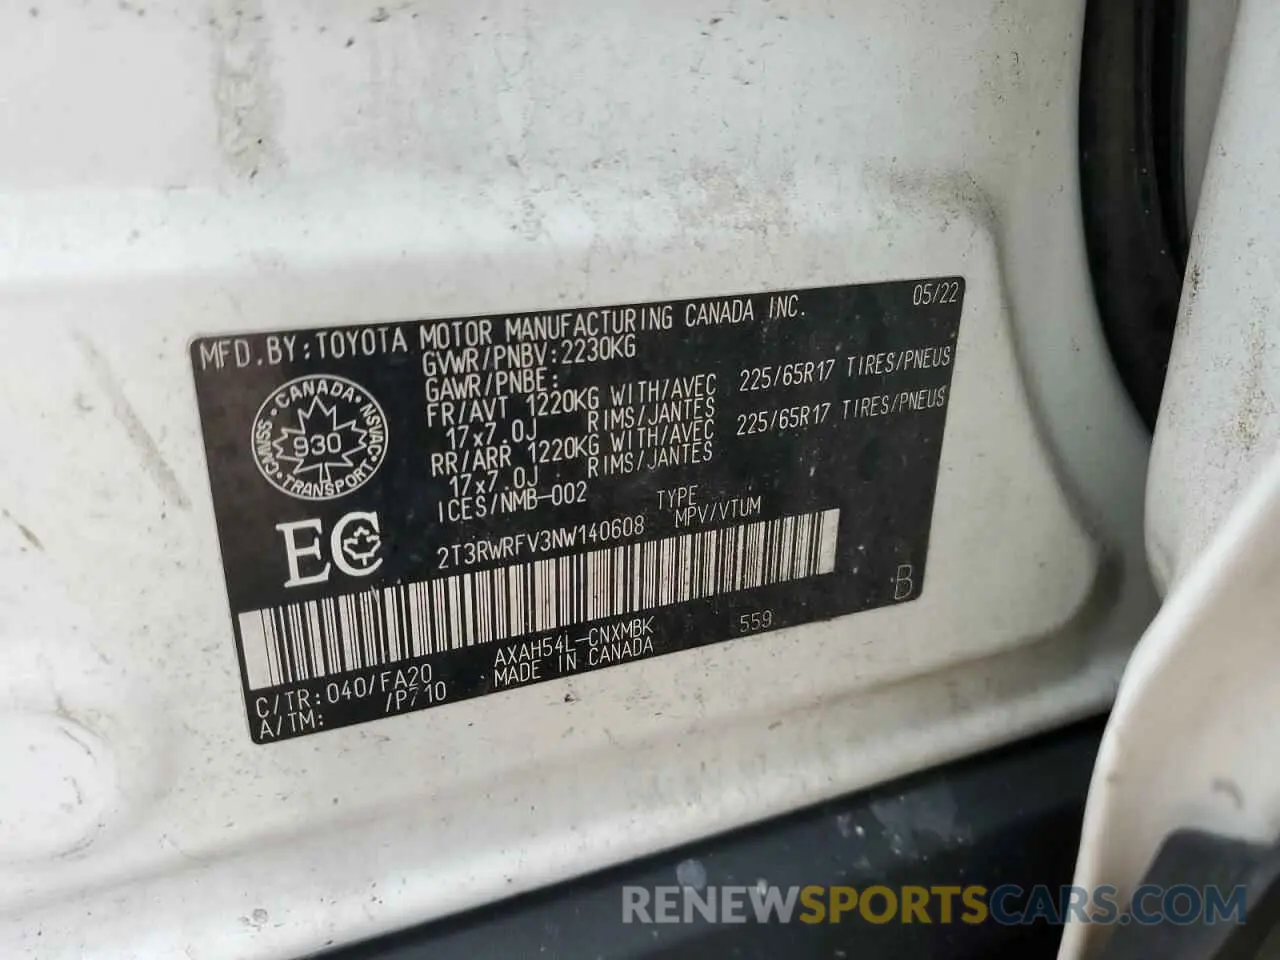 MFD.BY:TOYOTA MOTOR MANUFACTURING CANADA INC. 05/22
GVWR/PNBV:2230KG
GAWR/PNBE:
FR/AVT 1220KG WITH/AVEC 225/65R17 TIRES/PNEUS
17x7.0J RIMS/JANTES
RR/ARR 1220KG WITH/AVEC 225/65R17 TIRES/PNEUS
17x7.0J RIMS/JANTES
ICES/NMB-002 TYPE
2T3RWRFV3NW140608 MPV/VTUM
CANADA
CMVSS NSVAC
930
TRANSPORT
EC
C/TR:040/FA20 AXAH54L-CNXMBK 559 B
A/TM: /P710 MADE IN CANADA
RENEWSPORTSCARS.COM